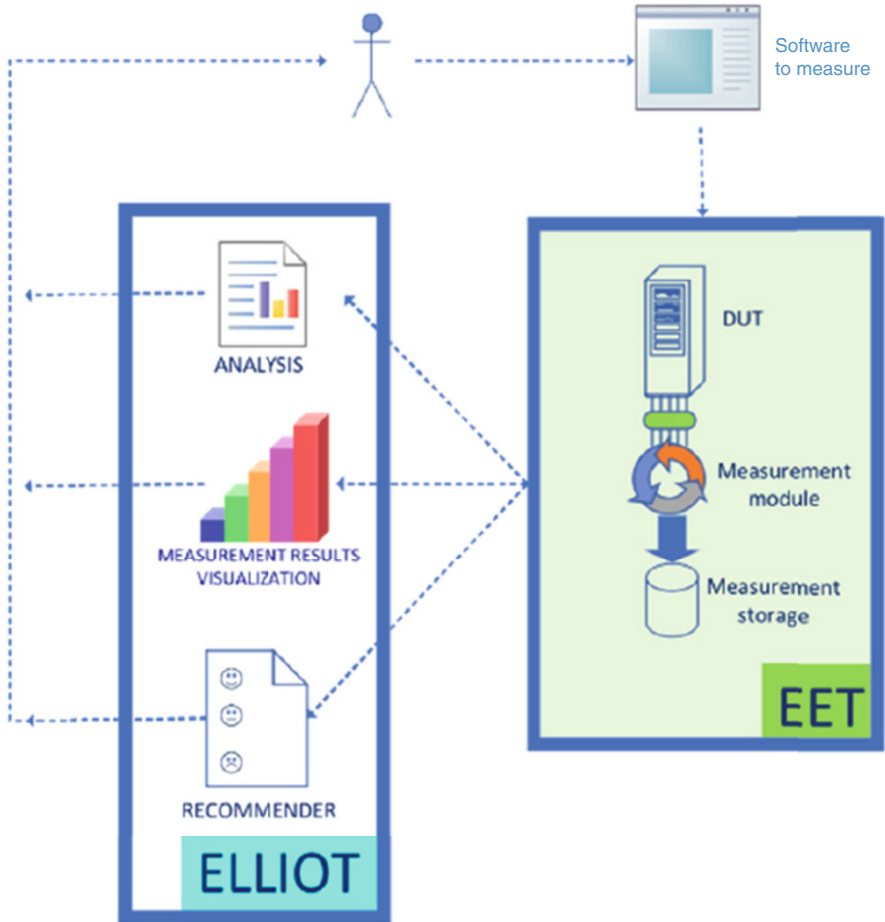 Software
to measure
ANALYSIS
MEASUREMENT RESULTS
VISUALIZATION
RECOMMENDER
ELLIOT
DUT
Measurement
module
Measurement
storage
EET